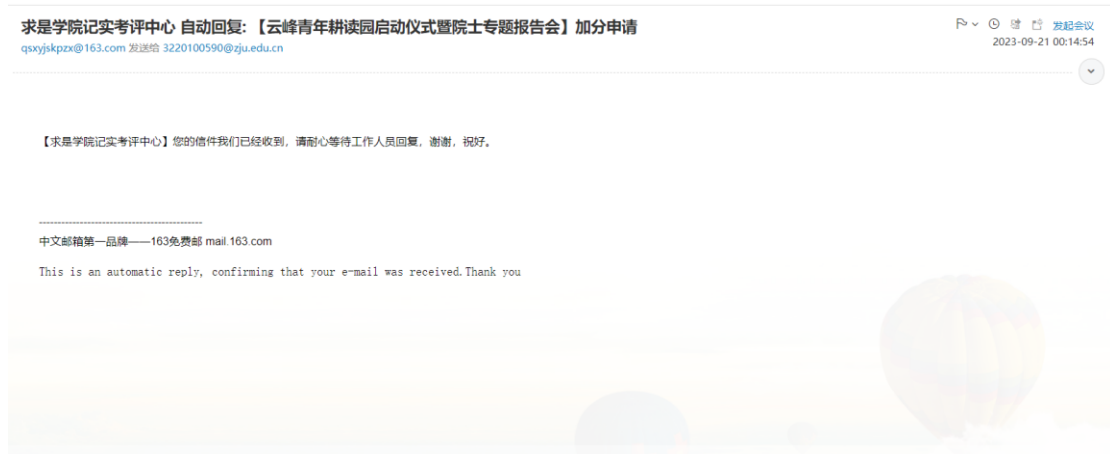 求是学院记实考评中心 自动回复: 【云峰青年耕读园启动仪式暨院士专题报告会】加分申请
发起会议
qsxyjskpzx@163.com 发送给 3220100590@zju.edu.cn
2023-09-21 00:14:54
【求是学院记实考评中心】您的信件我们已经收到，请耐心等待工作人员回复，谢谢，祝好。
-------------------------------------------
中文邮箱第一品牌——163免费邮 mail.163.com
This is an automatic reply, confirming that your e-mail was received.Thank you